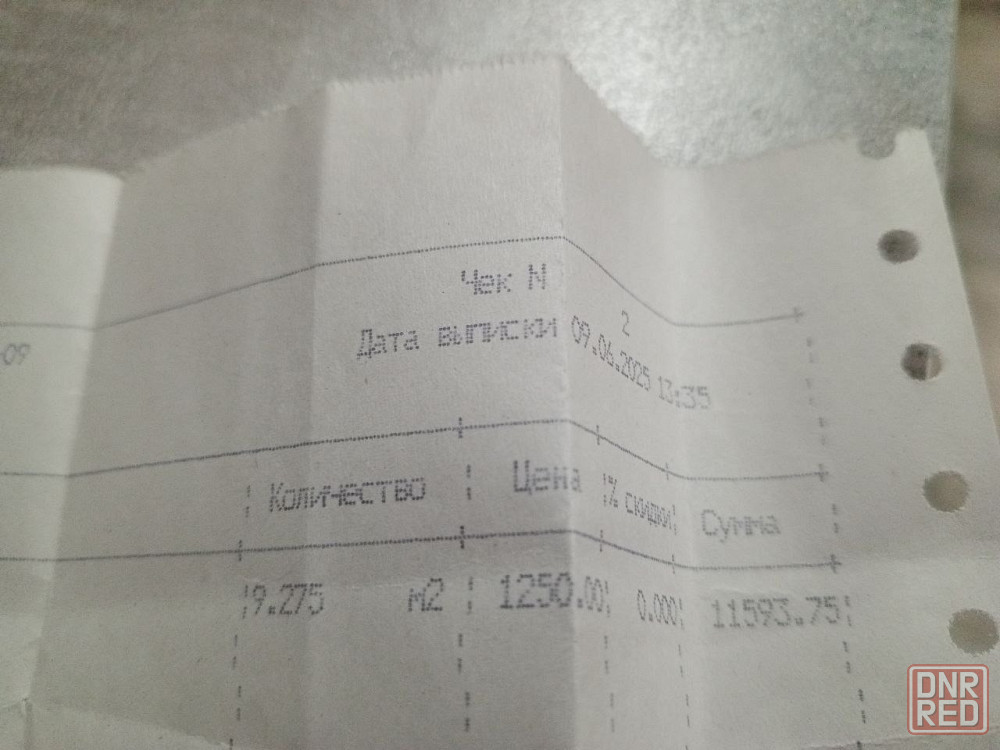 Чек N 2
-09
Дата выписки 09.06.2025 13:35
Количество Цена % скидки Сумма
9.275 м2 1250.00 0.000 11593.75
DNR
RED